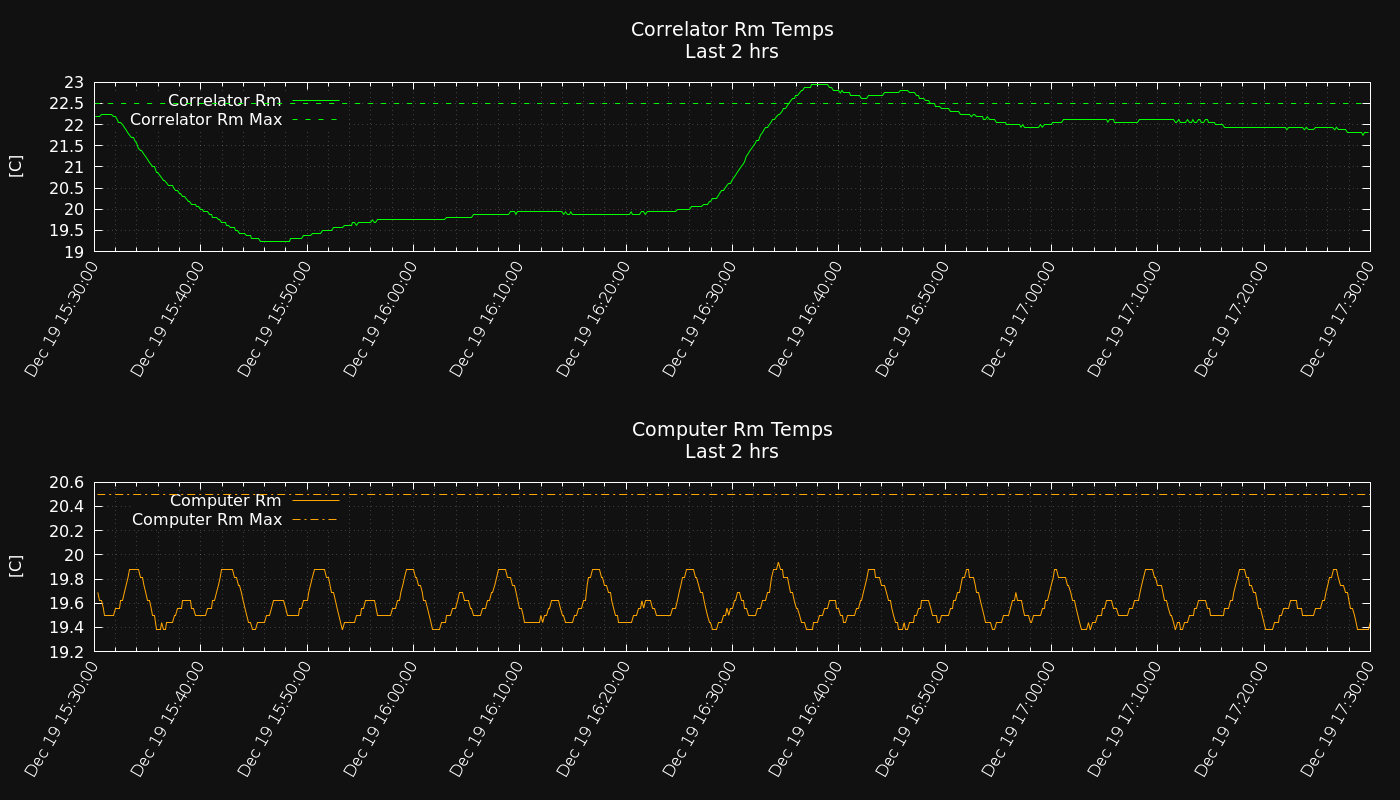 Correlator Rm Temps
Last 2 hrs
Correlator Rm
Correlator Rm Max
[C]
23
22.5
22
21.5
21
20.5
20
19.5
19
Dec 19 15:30:00
Dec 19 15:40:00
Dec 19 15:50:00
Dec 19 16:00:00
Dec 19 16:10:00
Dec 19 16:20:00
Dec 19 16:30:00
Dec 19 16:40:00
Dec 19 16:50:00
Dec 19 17:00:00
Dec 19 17:10:00
Dec 19 17:20:00
Dec 19 17:30:00
Computer Rm Temps
Last 2 hrs
Computer Rm
Computer Rm Max
[C]
20.6
20.4
20.2
20
19.8
19.6
19.4
19.2
Dec 19 15:30:00
Dec 19 15:40:00
Dec 19 15:50:00
Dec 19 16:00:00
Dec 19 16:10:00
Dec 19 16:20:00
Dec 19 16:30:00
Dec 19 16:40:00
Dec 19 16:50:00
Dec 19 17:00:00
Dec 19 17:10:00
Dec 19 17:20:00
Dec 19 17:30:00